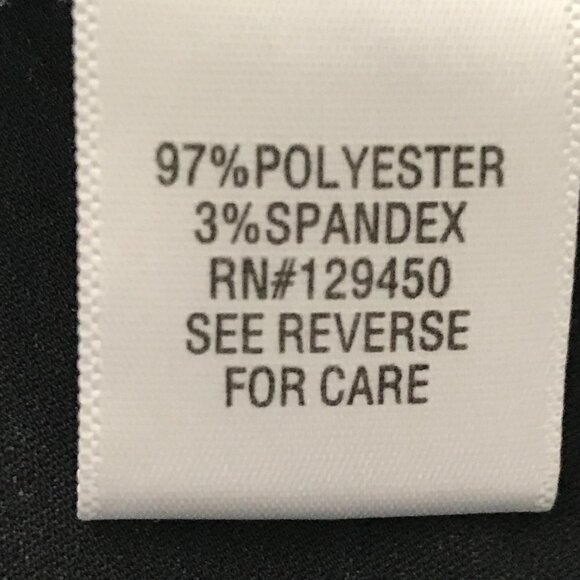 97%POLYESTER
3%SPANDEX
RN#129450
SEE REVERSE
FOR CARE